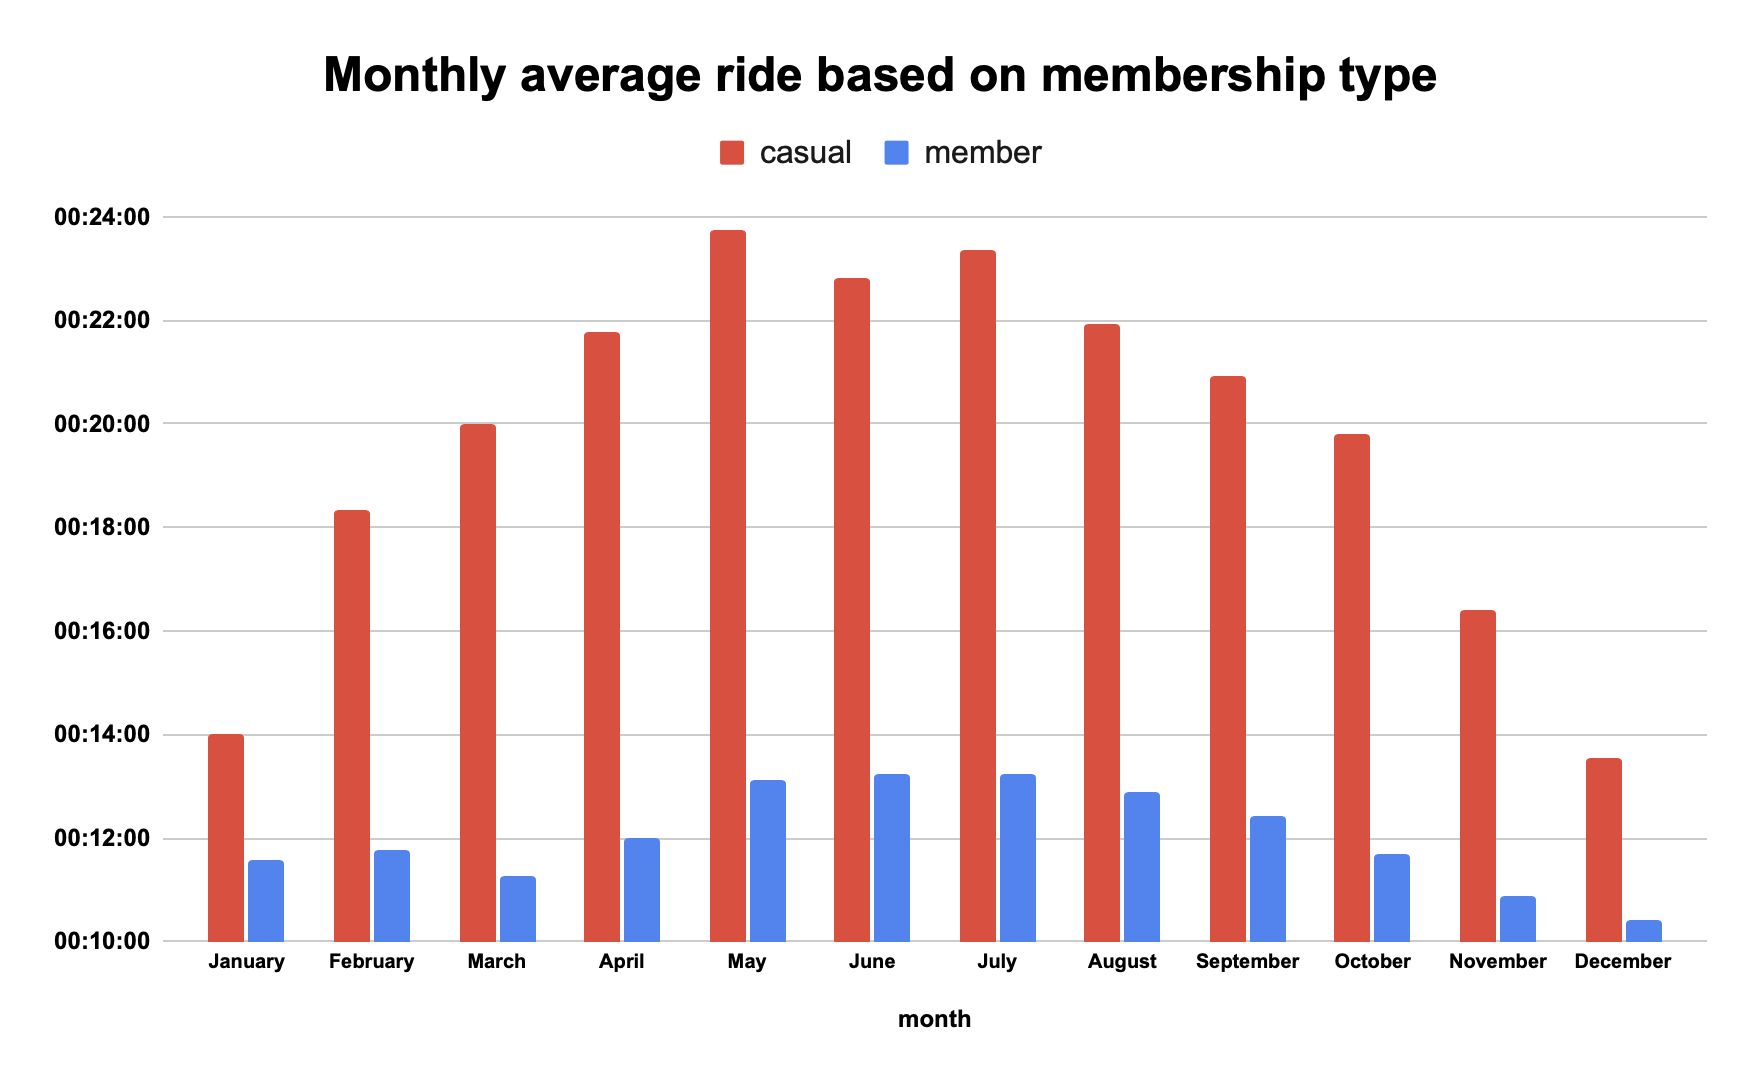 Monthly average ride based on membership type
casual member
00:24:00
00:22:00
00:20:00
00:18:00
00:16:00
00:14:00
00:12:00
00:10:00
January February March April May June July August September October November December
month